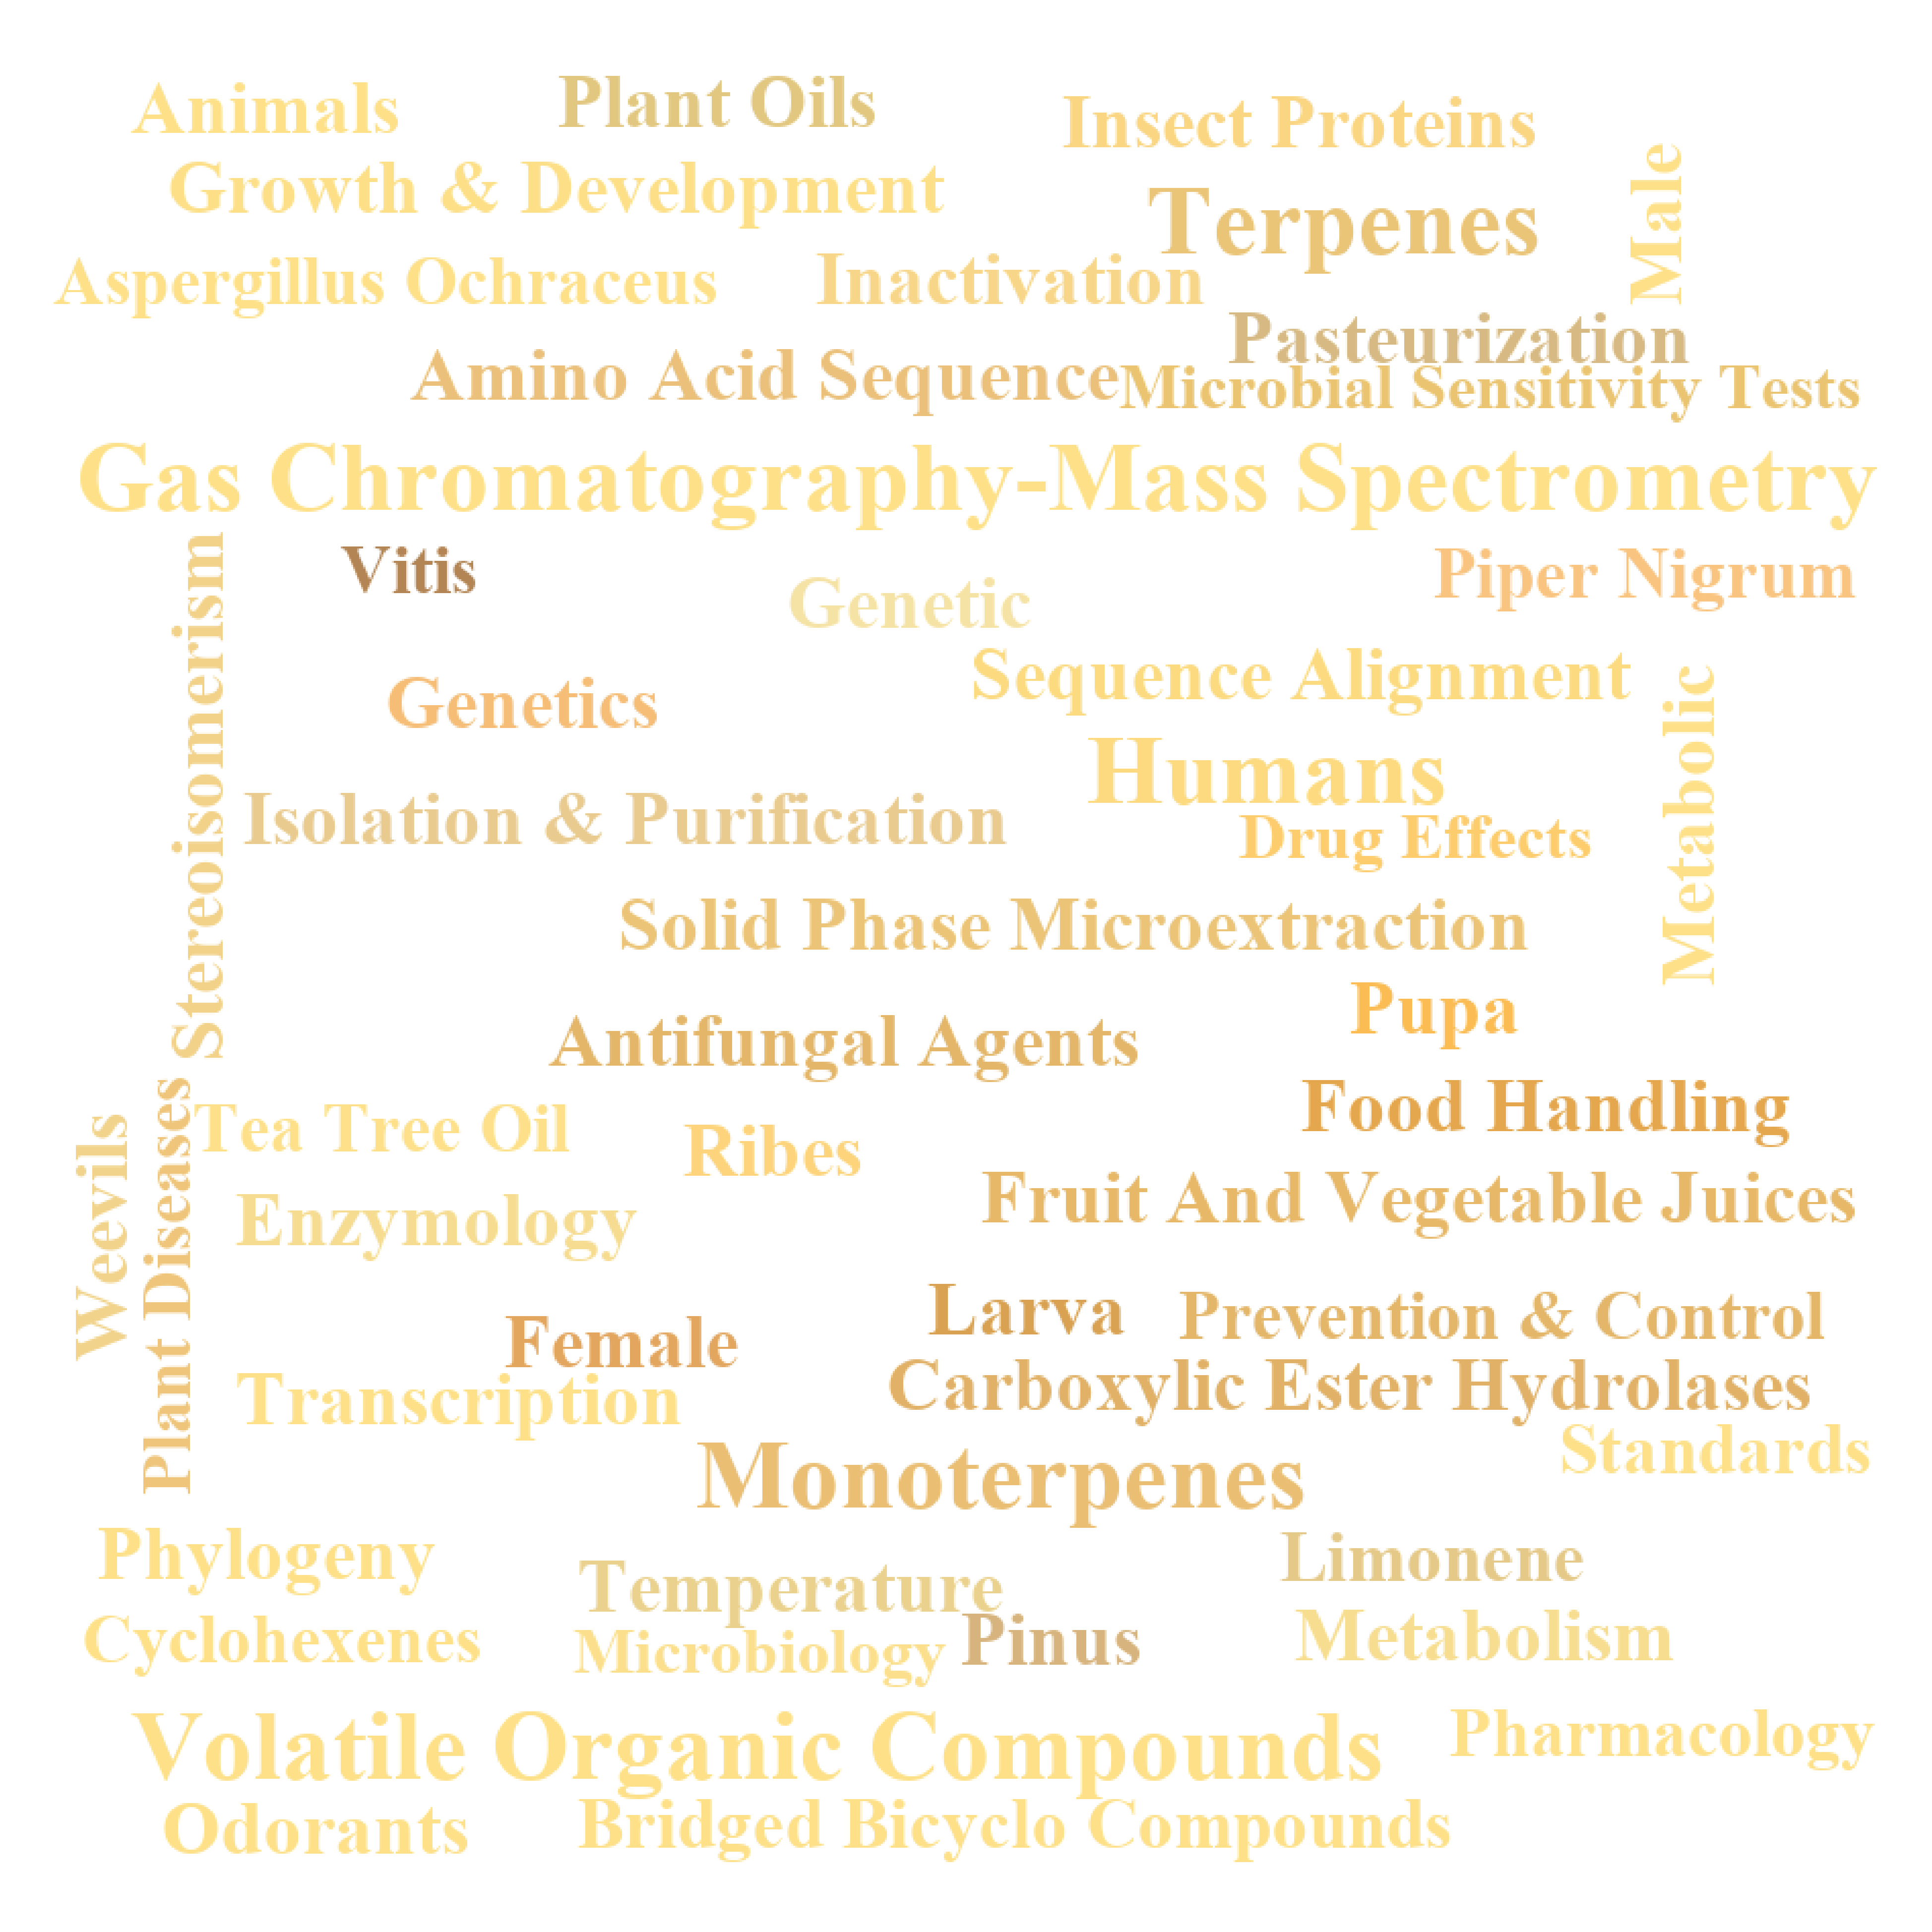 Animals
Plant Oils
Insect Proteins
Male
Growth & Development
Terpenes
Aspergillus Ochraceus
Inactivation
Pasteurization
Amino Acid Sequence
Microbial Sensitivity Tests
Gas Chromatography-Mass Spectrometry
Stereoisomerism
Vitis
Genetic
Piper Nigrum
Sequence Alignment
Metabolic
Genetics
Humans
Isolation & Purification
Drug Effects
Solid Phase Microextraction
Pupa
Antifungal Agents
Food Handling
Weevils
Plant Diseases
Tea Tree Oil
Ribes
Fruit And Vegetable Juices
Enzymology
Larva
Prevention & Control
Female
Carboxylic Ester Hydrolases
Transcription
Standards
Monoterpenes
Phylogeny
Limonene
Temperature
Cyclohexenes
Microbiology
Pinus
Metabolism
Volatile Organic Compounds
Pharmacology
Odorants
Bridged Bicyclo Compounds